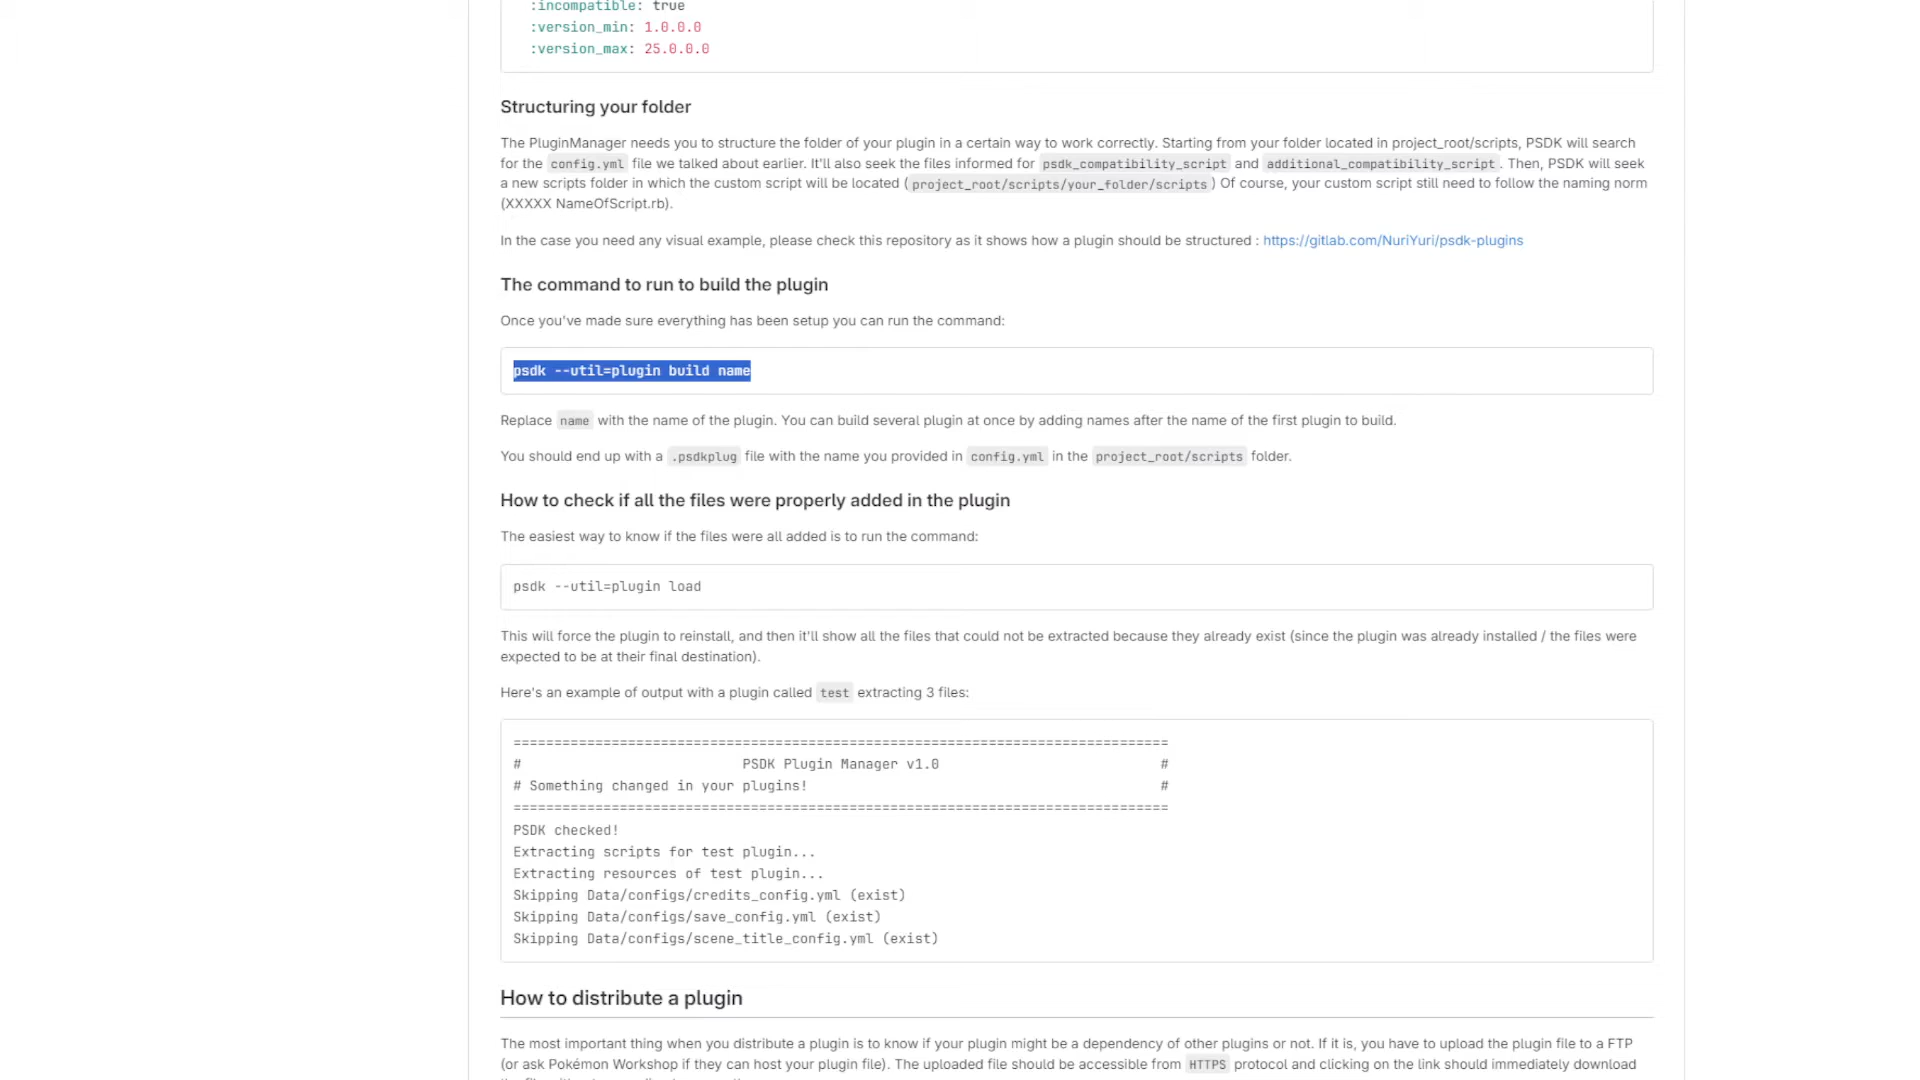 :incompatible: true
:version_min: 1.0.0.0
:version_max: 25.0.0.0
Structuring your folder
The PluginManager needs you to structure the folder of your plugin in a certain way to work correctly. Starting from your folder located in project_root/scripts, PSDK will search
for the config.yml file we talked about earlier. It'll also seek the files informed for psdk_compatibility_script and additional_compatibility_script. Then, PSDK will seek
a new scripts folder in which the custom script will be located (project_root/scripts/your_folder/scripts) Of course, your custom script still need to follow the naming norm
(XXXXX NameOfScript.rb).
In the case you need any visual example, please check this repository as it shows how a plugin should be structured : https://gitlab.com/NuriYuri/psdk-plugins
The command to run to build the plugin
Once you've made sure everything has been setup you can run the command:
psdk --util=plugin build name
Replace name with the name of the plugin. You can build several plugin at once by adding names after the name of the first plugin to build.
You should end up with a .psdkplug file with the name you provided in config.yml in the project_root/scripts folder.
How to check if all the files were properly added in the plugin
The easiest way to know if the files were all added is to run the command:
psdk --util=plugin load
This will force the plugin to reinstall, and then it'll show all the files that could not be extracted because they already exist (since the plugin was already installed / the files were
expected to be at their final destination).
Here's an example of output with a plugin called test extracting 3 files:
================================================================================
# PSDK Plugin Manager v1.0 #
# Something changed in your plugins! #
================================================================================
PSDK checked!
Extracting scripts for test plugin...
Extracting resources of test plugin...
Skipping Data/configs/credits_config.yml (exist)
Skipping Data/configs/save_config.yml (exist)
Skipping Data/configs/scene_title_config.yml (exist)
How to distribute a plugin
The most important thing when you distribute a plugin is to know if your plugin might be a dependency of other plugins or not. If it is, you have to upload the plugin file to a FTP
(or ask Pokémon Workshop if they can host your plugin file). The uploaded file should be accessible from HTTPS protocol and clicking on the link should immediately download